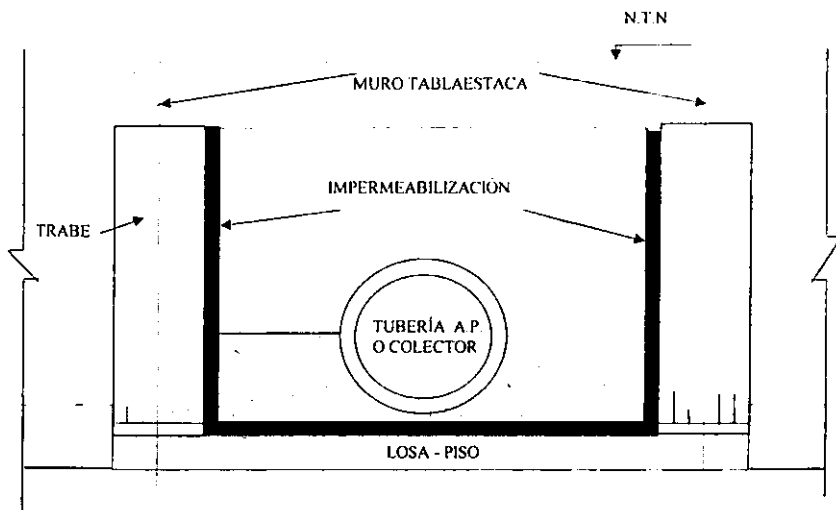 N.T.N
MURO TABLAESTACA
IMPERMEABILIZACIÓN
TRABE
TUBERÍA A.P.
O COLECTOR
LOSA - PISO